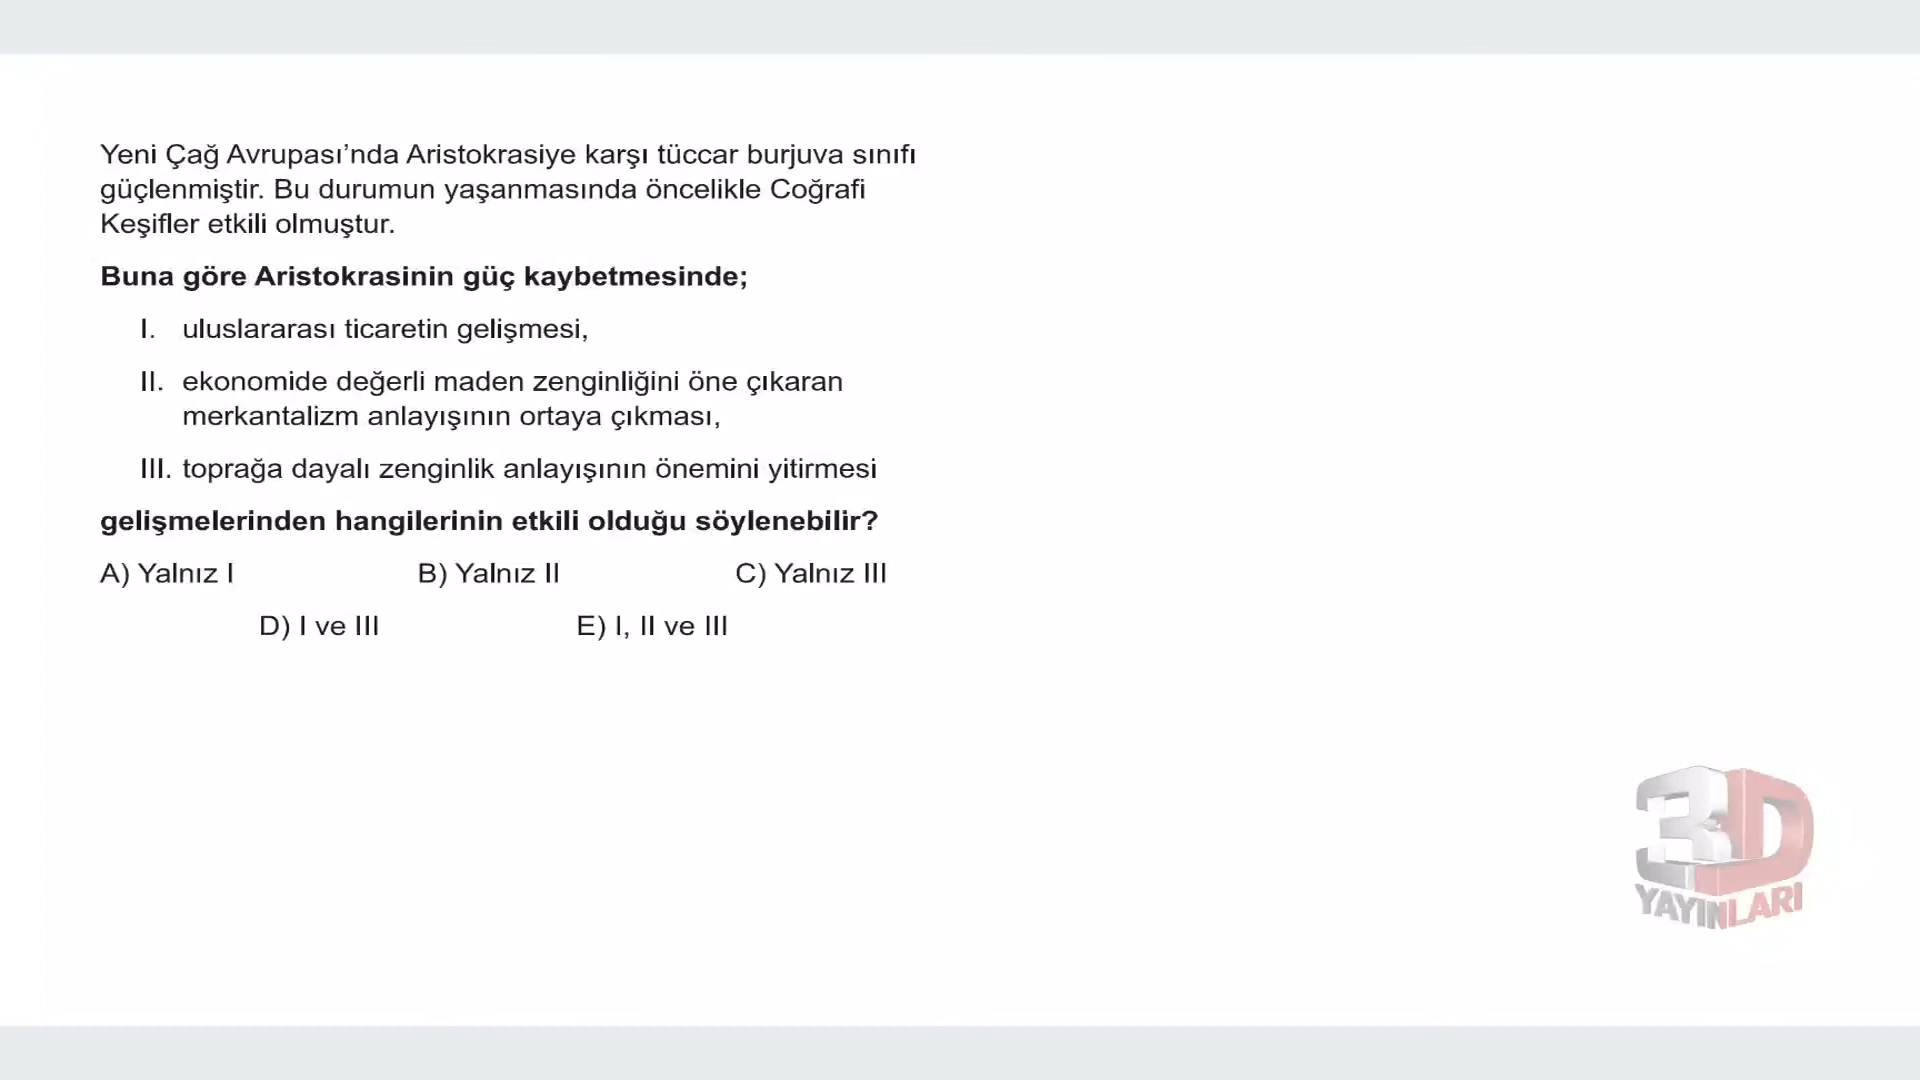 Yeni Çağ Avrupası’nda Aristokrasiye karşı tüccar burjuva sınıfı
güçlenmiştir. Bu durumun yaşanmasında öncelikle Coğrafi
Keşifler etkili olmuştur.
Buna göre Aristokrasinin güç kaybetmesinde;
I. uluslararası ticaretin gelişmesi,
II. ekonomide değerli maden zenginliğini öne çıkaran
merkantalizm anlayışının ortaya çıkması,
III. toprağa dayalı zenginlik anlayışının önemini yitirmesi
gelişmelerinden hangilerinin etkili olduğu söylenebilir?
A) Yalnız I B) Yalnız II C) Yalnız III
D) I ve III E) I, II ve III
3D
YAYINLARI